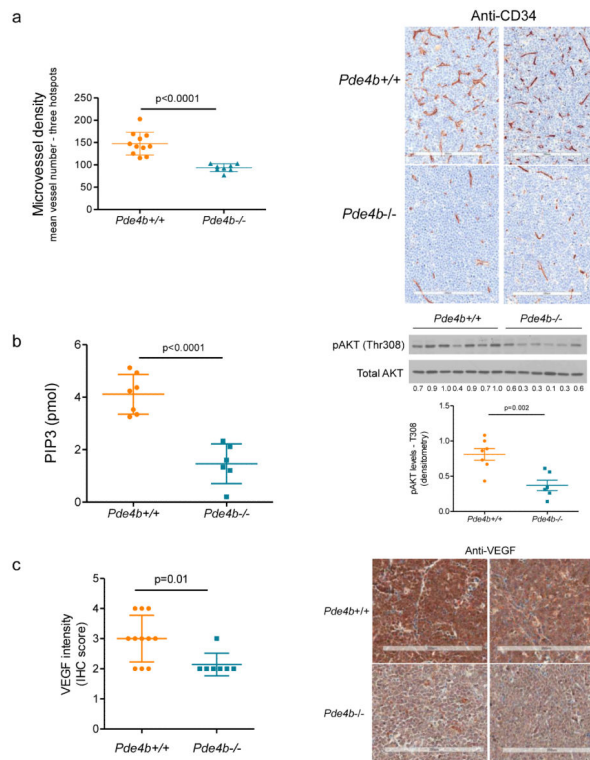 a
Anti-CD34
Microvessel density
mean vessel number - three hotspots
p<0.0001
250
200
150
100
50
0
Pde4b+/+
Pde4b-/-
Pde4b+/+
Pde4b-/-
b
PIP3 (pmol)
p<0.0001
6
4
2
0
Pde4b+/+
Pde4b-/-
Pde4b+/+
Pde4b-/-
pAKT (Thr308)
Total AKT
0.7 0.9 1.0 0.4 0.9 0.7 1.0 0.6 0.3 0.3 0.1 0.3 0.6
pAKT levels - T308
(densitometry)
p=0.002
1.5
1.0
0.5
0.0
Pde4b+/+
Pde4b-/-
c
VEGF intensity
(IHC score)
p=0.01
5
4
3
2
1
0
Pde4b+/+
Pde4b-/-
Anti-VEGF
Pde4b+/+
Pde4b-/-